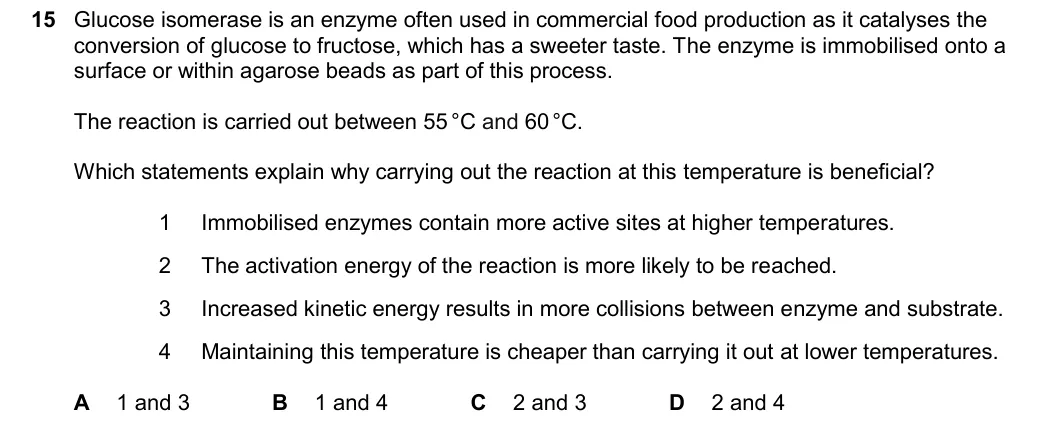 15 Glucose isomerase is an enzyme often used in commercial food production as it catalyses the
conversion of glucose to fructose, which has a sweeter taste. The enzyme is immobilised onto a
surface or within agarose beads as part of this process.
The reaction is carried out between 55 °C and 60 °C.
Which statements explain why carrying out the reaction at this temperature is beneficial?
1 Immobilised enzymes contain more active sites at higher temperatures.
2 The activation energy of the reaction is more likely to be reached.
3 Increased kinetic energy results in more collisions between enzyme and substrate.
4 Maintaining this temperature is cheaper than carrying it out at lower temperatures.
A 1 and 3 B 1 and 4 C 2 and 3 D 2 and 4